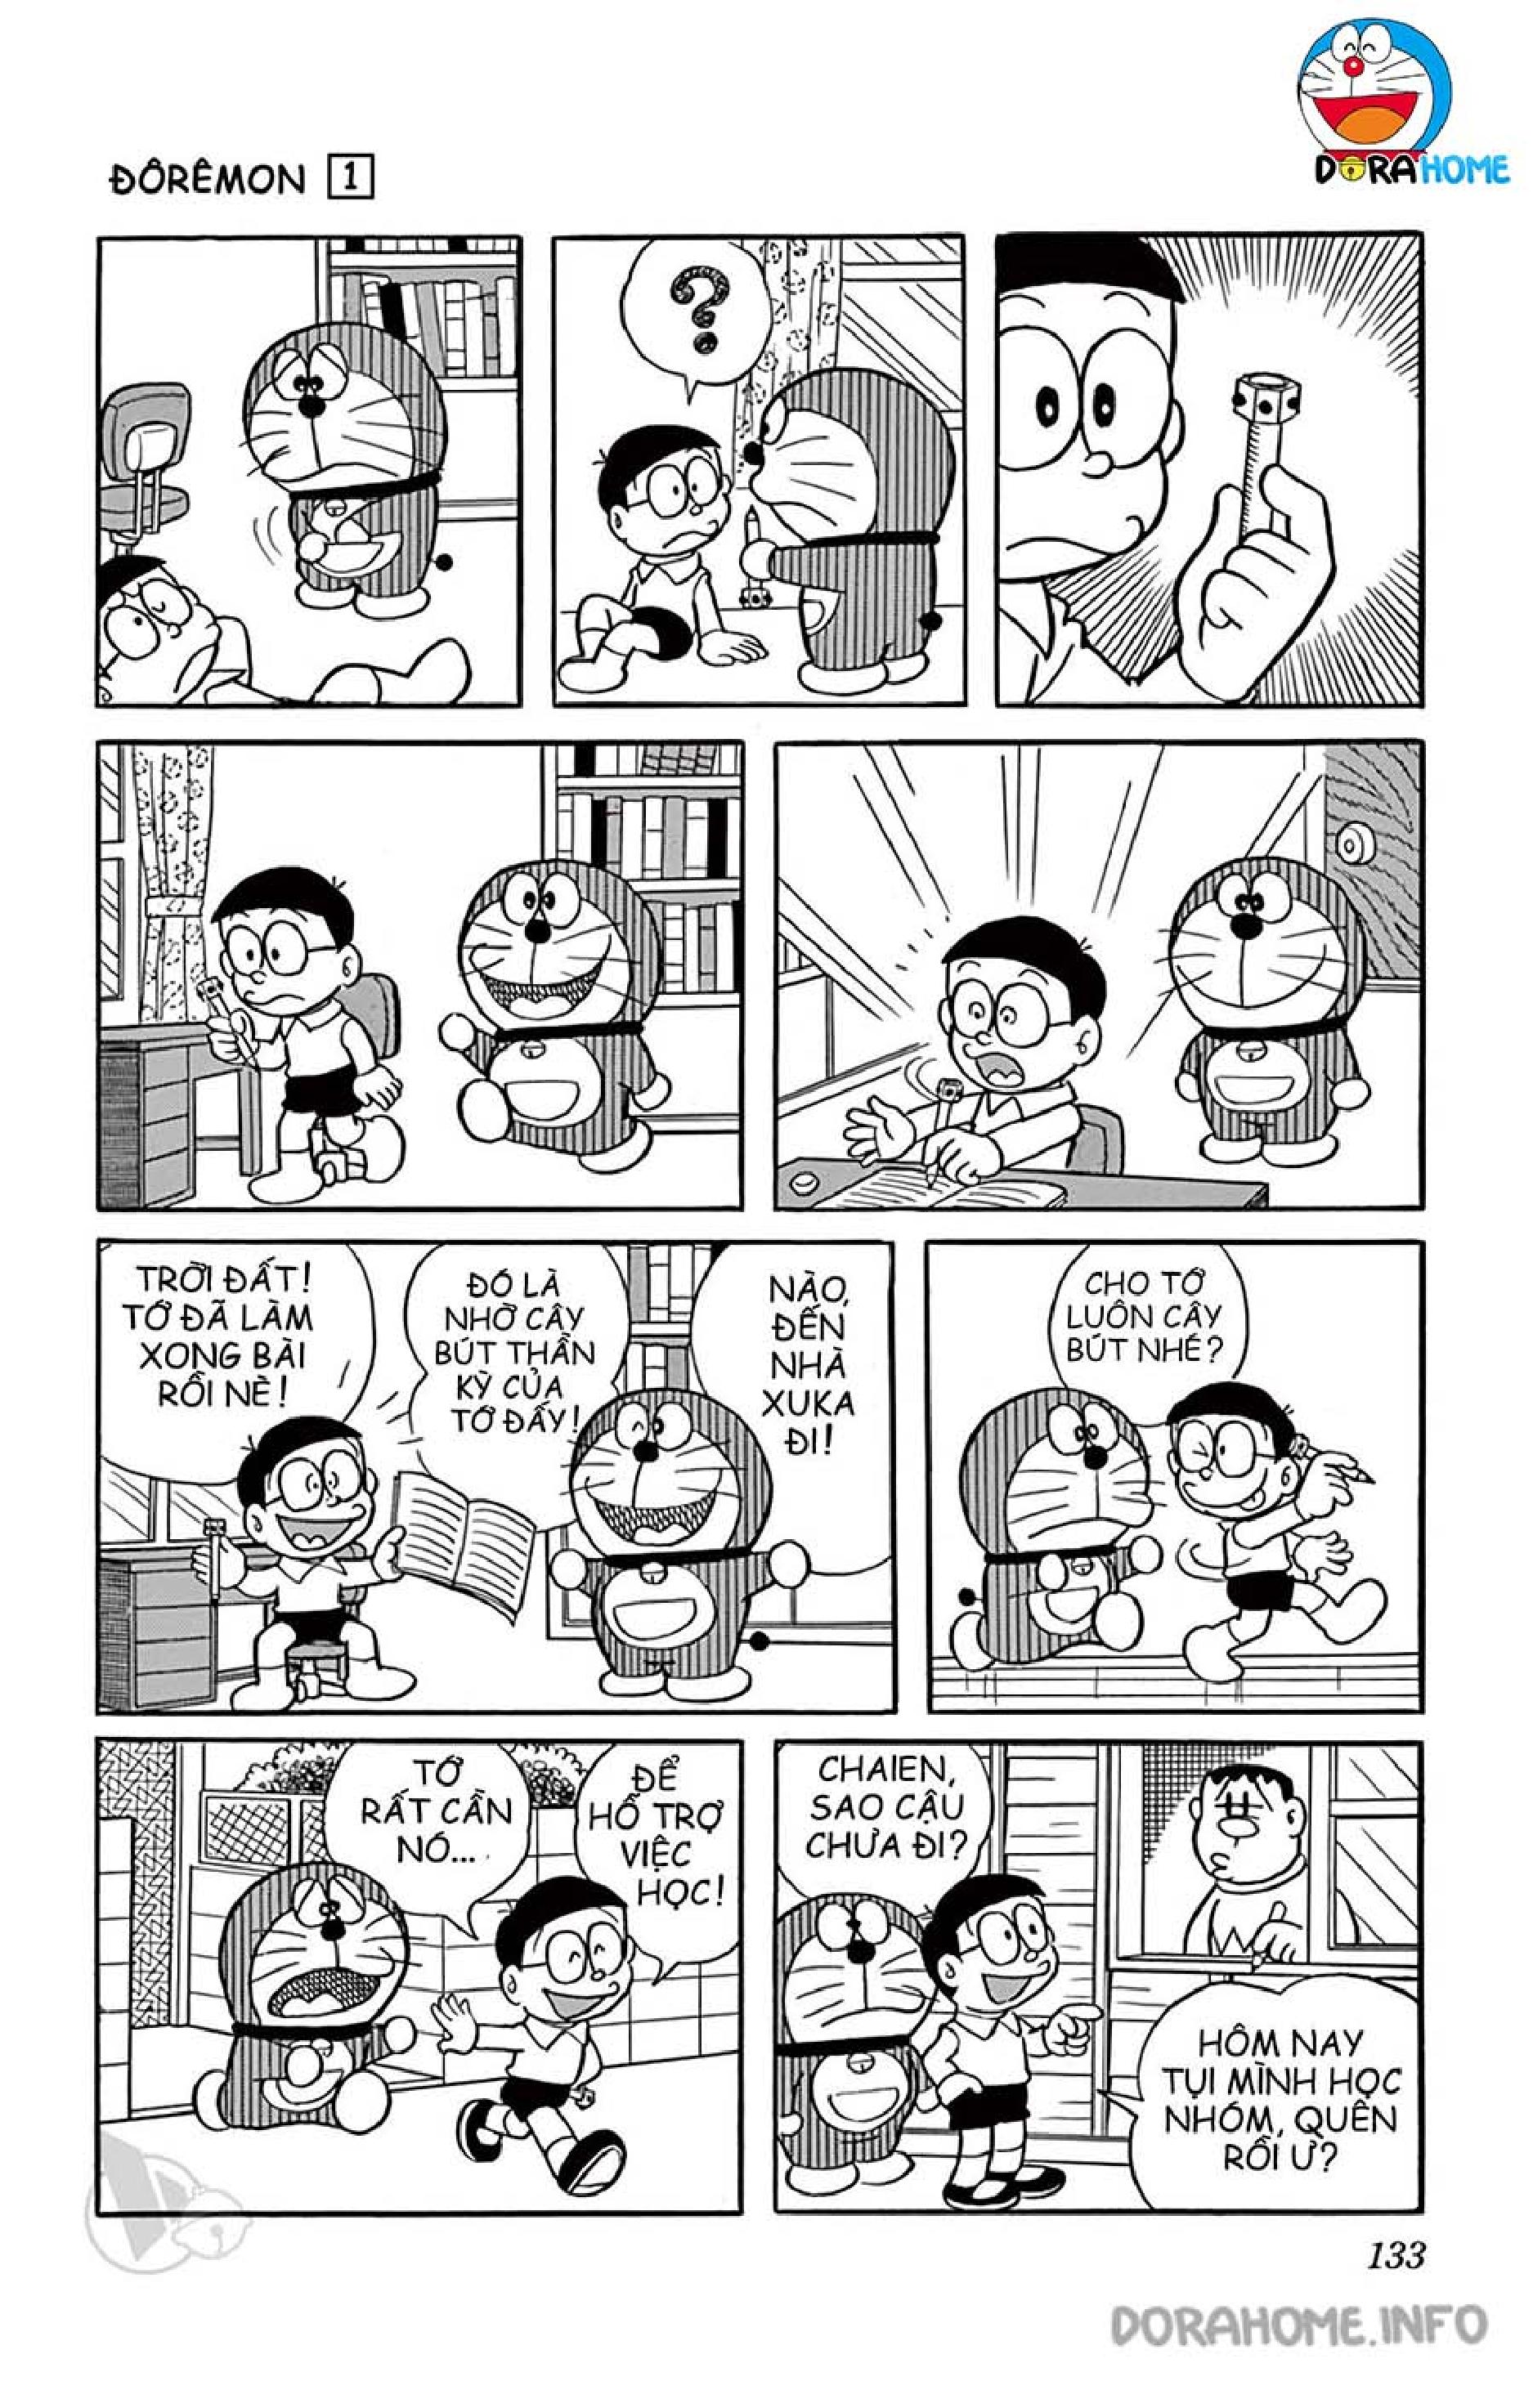 DORAHOME
ĐÔRÊMON 1
?
TRỜI ĐẤT!
TỚ ĐÃ LÀM
XONG BÀI
RỒI NÈ!
ĐÓ LÀ
NHỜ CÂY
BÚT THẦN
KỲ CỦA
TỚ ĐẤY!
NÀO,
ĐẾN
NHÀ
XUKA
ĐI!
CHO TỚ
LUÔN CÂY
BÚT NHÉ?
TỚ
RẤT CẦN
NÓ...
ĐỂ
HỖ TRỢ
VIỆC
HỌC!
CHAIEN,
SAO CẬU
CHƯA ĐI?
HÔM NAY
TỤI MÌNH HỌC
NHÓM, QUÊN
RỒI Ư?
133
DORAHOME.INFO